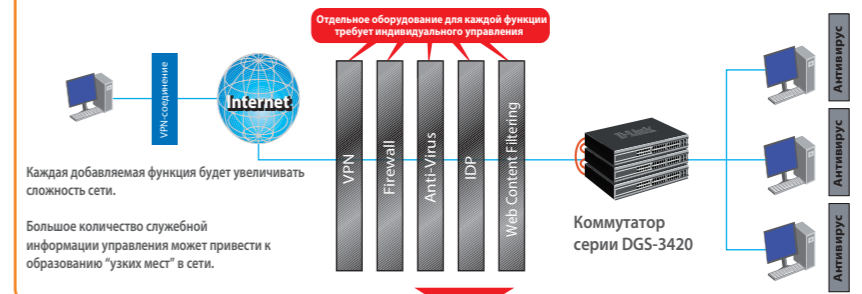 Отдельное оборудование для каждой функции
требует индивидуального управления
VPN-соединение
Internet
VPN
Firewall
Anti-Virus
IDP
Web Content Filtering
D-Link
Коммутатор
серии DGS-3420
Антивирус
Антивирус
Антивирус
Каждая добавляемая функция будет увеличивать
сложность сети.
Большое количество служебной
информации управления может привести к
образованию “узких мест” в сети.